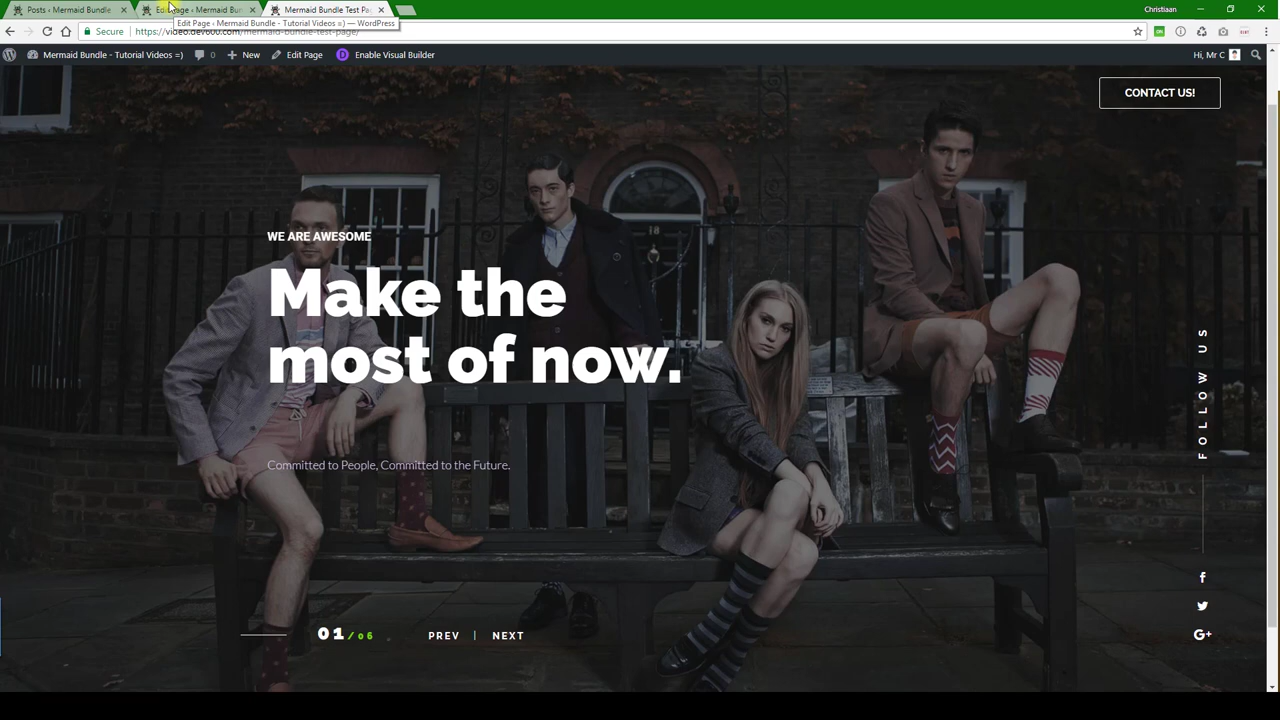 Posts ‹ Mermaid Bundle
Edit Page ‹ Mermaid Bun
Mermaid Bundle Test Pa
Christiaan
Edit Page ‹ Mermaid Bundle - Tutorial Videos =) — WordPress
Secure
https://video.dev600.com/mermaid-bundle-test-page/
Mermaid Bundle - Tutorial Videos =)
0
New
Edit Page
D
Enable Visual Builder
Hi, Mr C
CONTACT US!
WE ARE AWESOME
Make the
most of now.
Committed to People, Committed to the Future.
FOLLOW US
01/06
PREV | NEXT